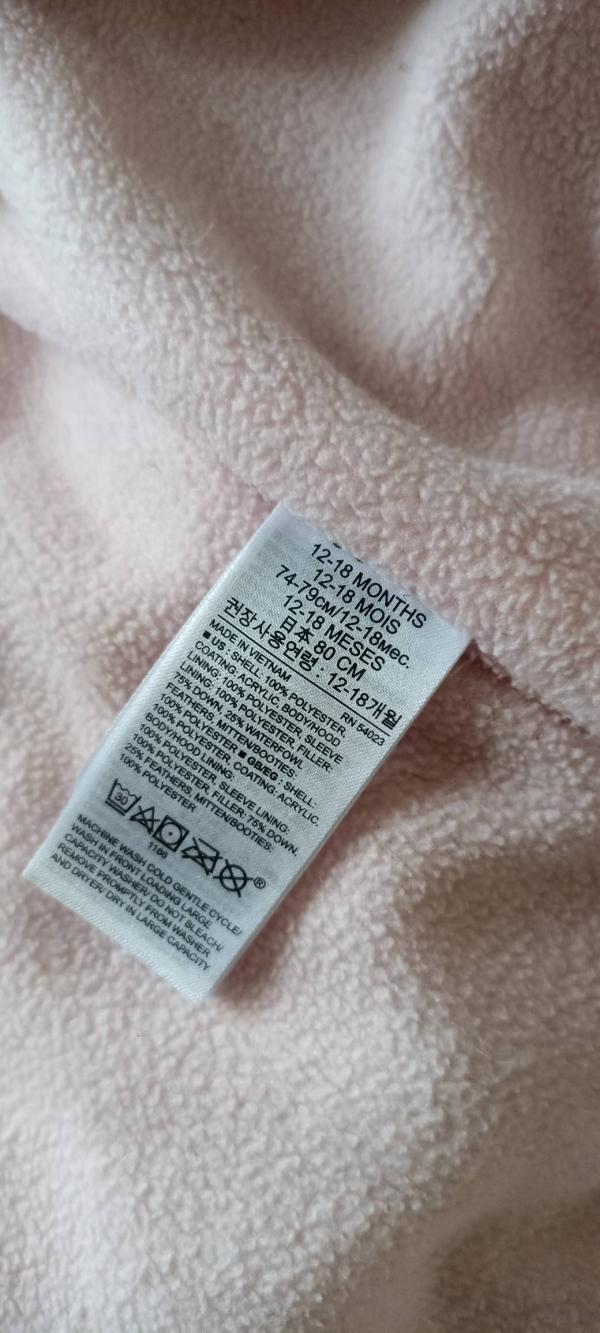 12-18 MONTHS
12-18 MOIS
74-79CM/12-18мес.
12-18 MESES
日本 80 CM
권장사용연령 : 12-18개월
MADE IN VIETNAM
RN 54023
■ US : SHELL: 100% POLYESTER,
COATING:ACRYLIC. BODY/HOOD
LINING: 100% POLYESTER, SLEEVE
LINING: 100% POLYESTER, FILLER:
75% DOWN, 25% WATERFOWL
FEATHERS, MITTEN/BOOTIES:
100% POLYESTER ■ GB/EG : SHELL:
100% POLYESTER, COATING: ACRYLIC.
BODY/HOOD LINING:
100% POLYESTER, SLEEVE LINING:
100% POLYESTER, FILLER: 75% DOWN,
25% FEATHERS, MITTEN/BOOTIES:
100% POLYESTER
30
®
1166
MACHINE WASH COLD GENTLE CYCLE/
WASH IN FRONT LOADING LARGE
CAPACITY WASHER/ DO NOT BLEACH/
REMOVE PROMPTLY FROM WASHER
AND DRYER/ DRY IN LARGE CAPACITY